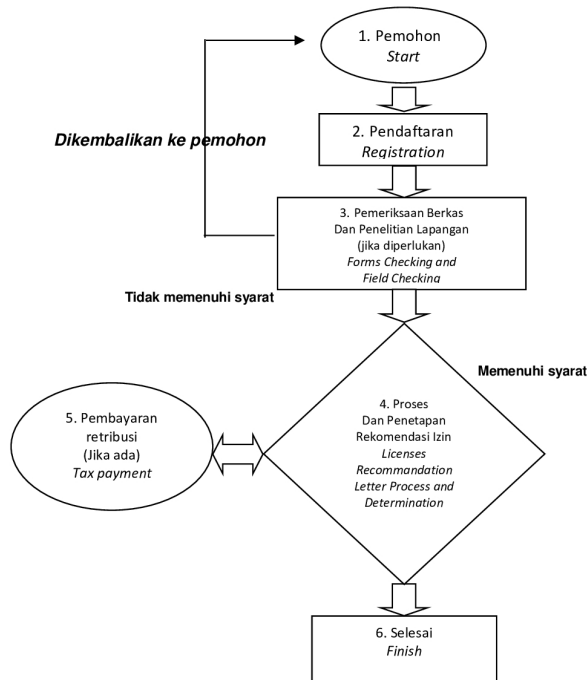 1. Pemohon
Start
Dikembalikan ke pemohon
2. Pendaftaran
Registration
3. Pemeriksaan Berkas
Dan Penelitian Lapangan
(jika diperlukan)
Forms Checking and
Field Checking
Tidak memenuhi syarat
Memenuhi syarat
4. Proses
Dan Penetapan
Rekomendasi Izin
Licenses
Recommandation
Letter Process and
Determination
5. Pembayaran
retribusi
(Jika ada)
Tax payment
6. Selesai
Finish